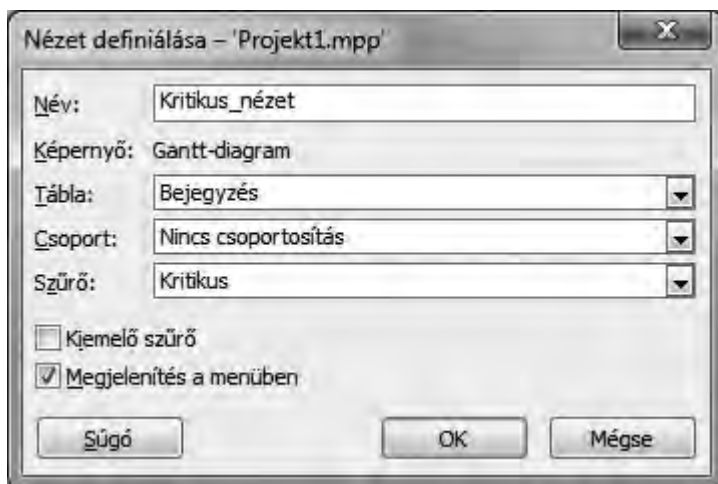 Nézet definiálása – 'Projekt1.mpp'
Név: Kritikus_nézet
Képernyő: Gantt-diagram
Tábla: Bejegyzés
Csoport: Nincs csoportosítás
Szűrő: Kritikus
Kiemelő szűrő
Megjelenítés a menüben
Súgó OK Mégse